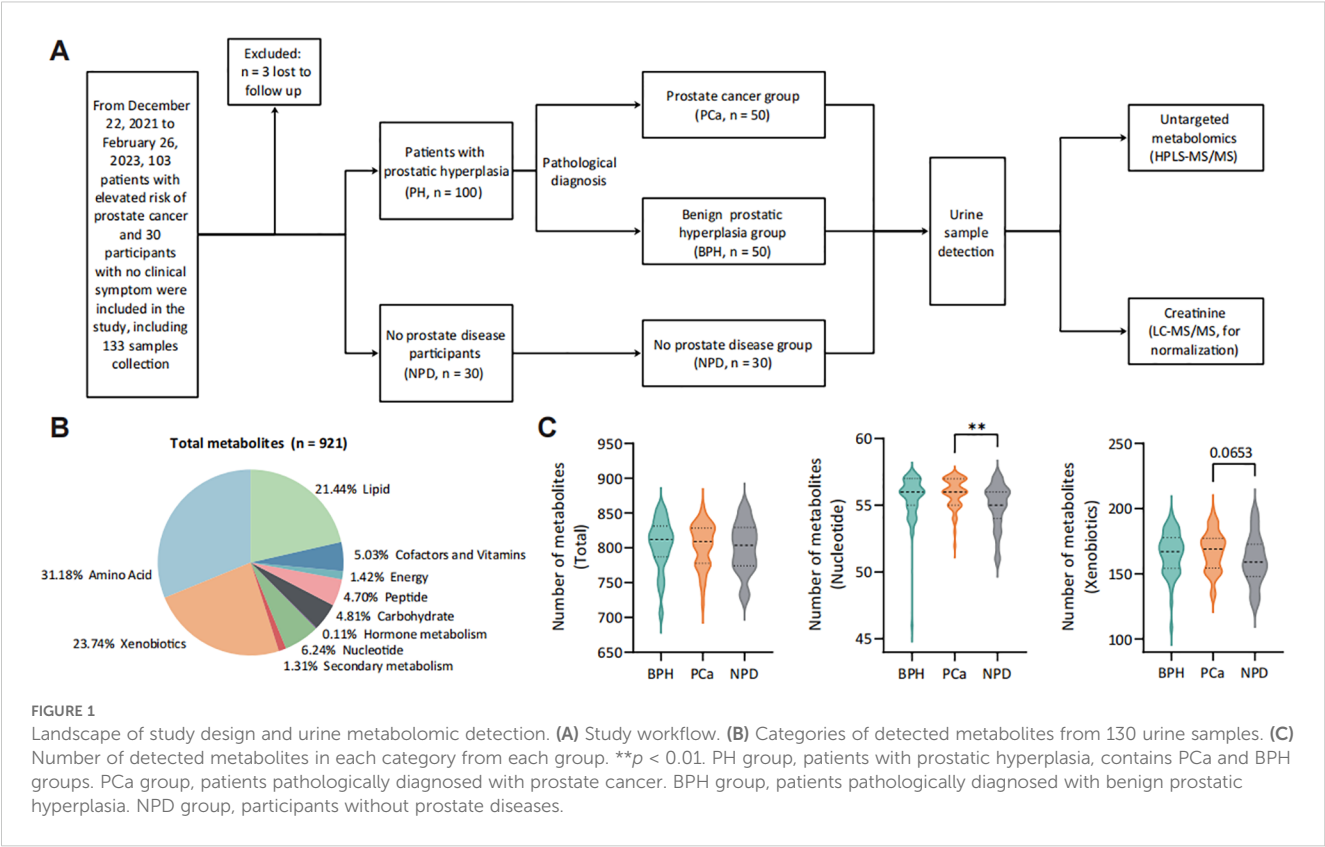 A
From December
22, 2021 to
February 26,
2023, 103
patients with
elevated risk of
prostate cancer
and 30
participants
with no clinical
symptom were
included in the
study, including
133 samples
collection
Excluded:
n = 3 lost to
follow up
Patients with
prostatic hyperplasia
(PH, n = 100)
No prostate disease
participants
(NPD, n = 30)
Pathological
diagnosis
Prostate cancer group
(PCa, n = 50)
Benign prostatic
hyperplasia group
(BPH, n = 50)
No prostate disease group
(NPD, n = 30)
Urine
sample
detection
Untargeted
metabolomics
(HPLS-MS/MS)
Creatinine
(LC-MS/MS, for
normalization)
B
Total metabolites (n = 921)
21.44% Lipid
5.03% Cofactors and Vitamins
1.42% Energy
4.70% Peptide
4.81% Carbohydrate
0.11% Hormone metabolism
6.24% Nucleotide
1.31% Secondary metabolism
23.74% Xenobiotics
31.18% Amino Acid
C
Number of metabolites
(Total)
950
900
850
800
750
700
650
BPH PCa NPD
Number of metabolites
(Nucleotide)
60
55
50
45
**
BPH PCa NPD
Number of metabolites
(Xenobiotics)
250
200
150
100
0.0653
BPH PCa NPD
FIGURE 1
Landscape of study design and urine metabolomic detection. (A) Study workflow. (B) Categories of detected metabolites from 130 urine samples. (C)
Number of detected metabolites in each category from each group. **p < 0.01. PH group, patients with prostatic hyperplasia, contains PCa and BPH
groups. PCa group, patients pathologically diagnosed with prostate cancer. BPH group, patients pathologically diagnosed with benign prostatic
hyperplasia. NPD group, participants without prostate diseases.